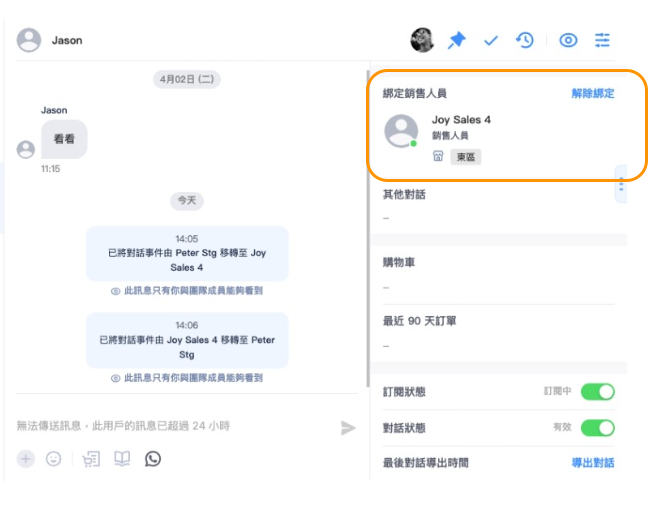 Jason
4月02日 (二)
Jason
看看
11:15
今天
14:05
已將對話事件由 Peter Stg 移轉至 Joy
Sales 4
此訊息只有你與團隊成員能夠看到
14:06
已將對話事件由 Joy Sales 4 移轉至 Peter
Stg
此訊息只有你與團隊成員能夠看到
無法傳送訊息，此用戶的訊息已超過 24 小時
綁定銷售人員
解除綁定
Joy Sales 4
銷售人員
東區
其他對話
–
購物車
–
最近 90 天訂單
–
訂閱狀態
訂閱中
對話狀態
有效
最後對話導出時間
導出對話